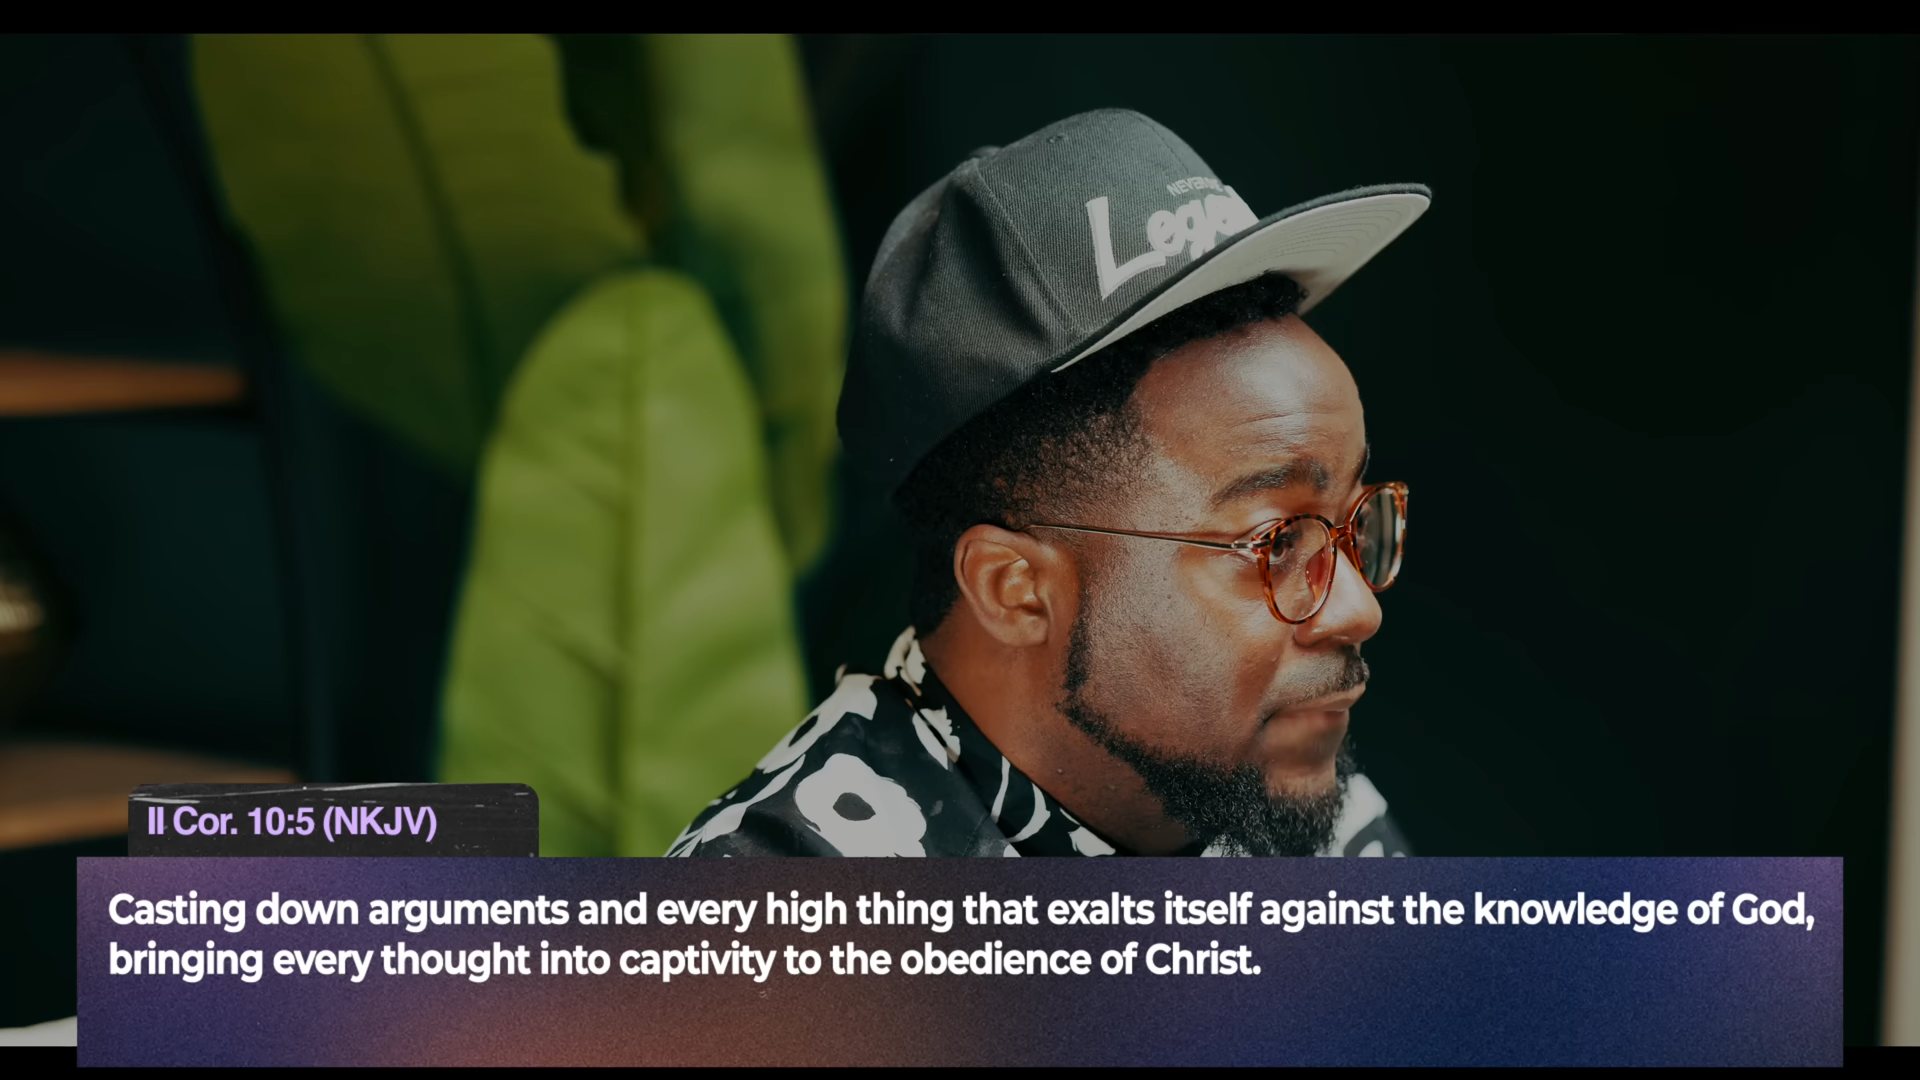 II Cor. 10:5 (NKJV)
Casting down arguments and every high thing that exalts itself against the knowledge of God,
bringing every thought into captivity to the obedience of Christ.